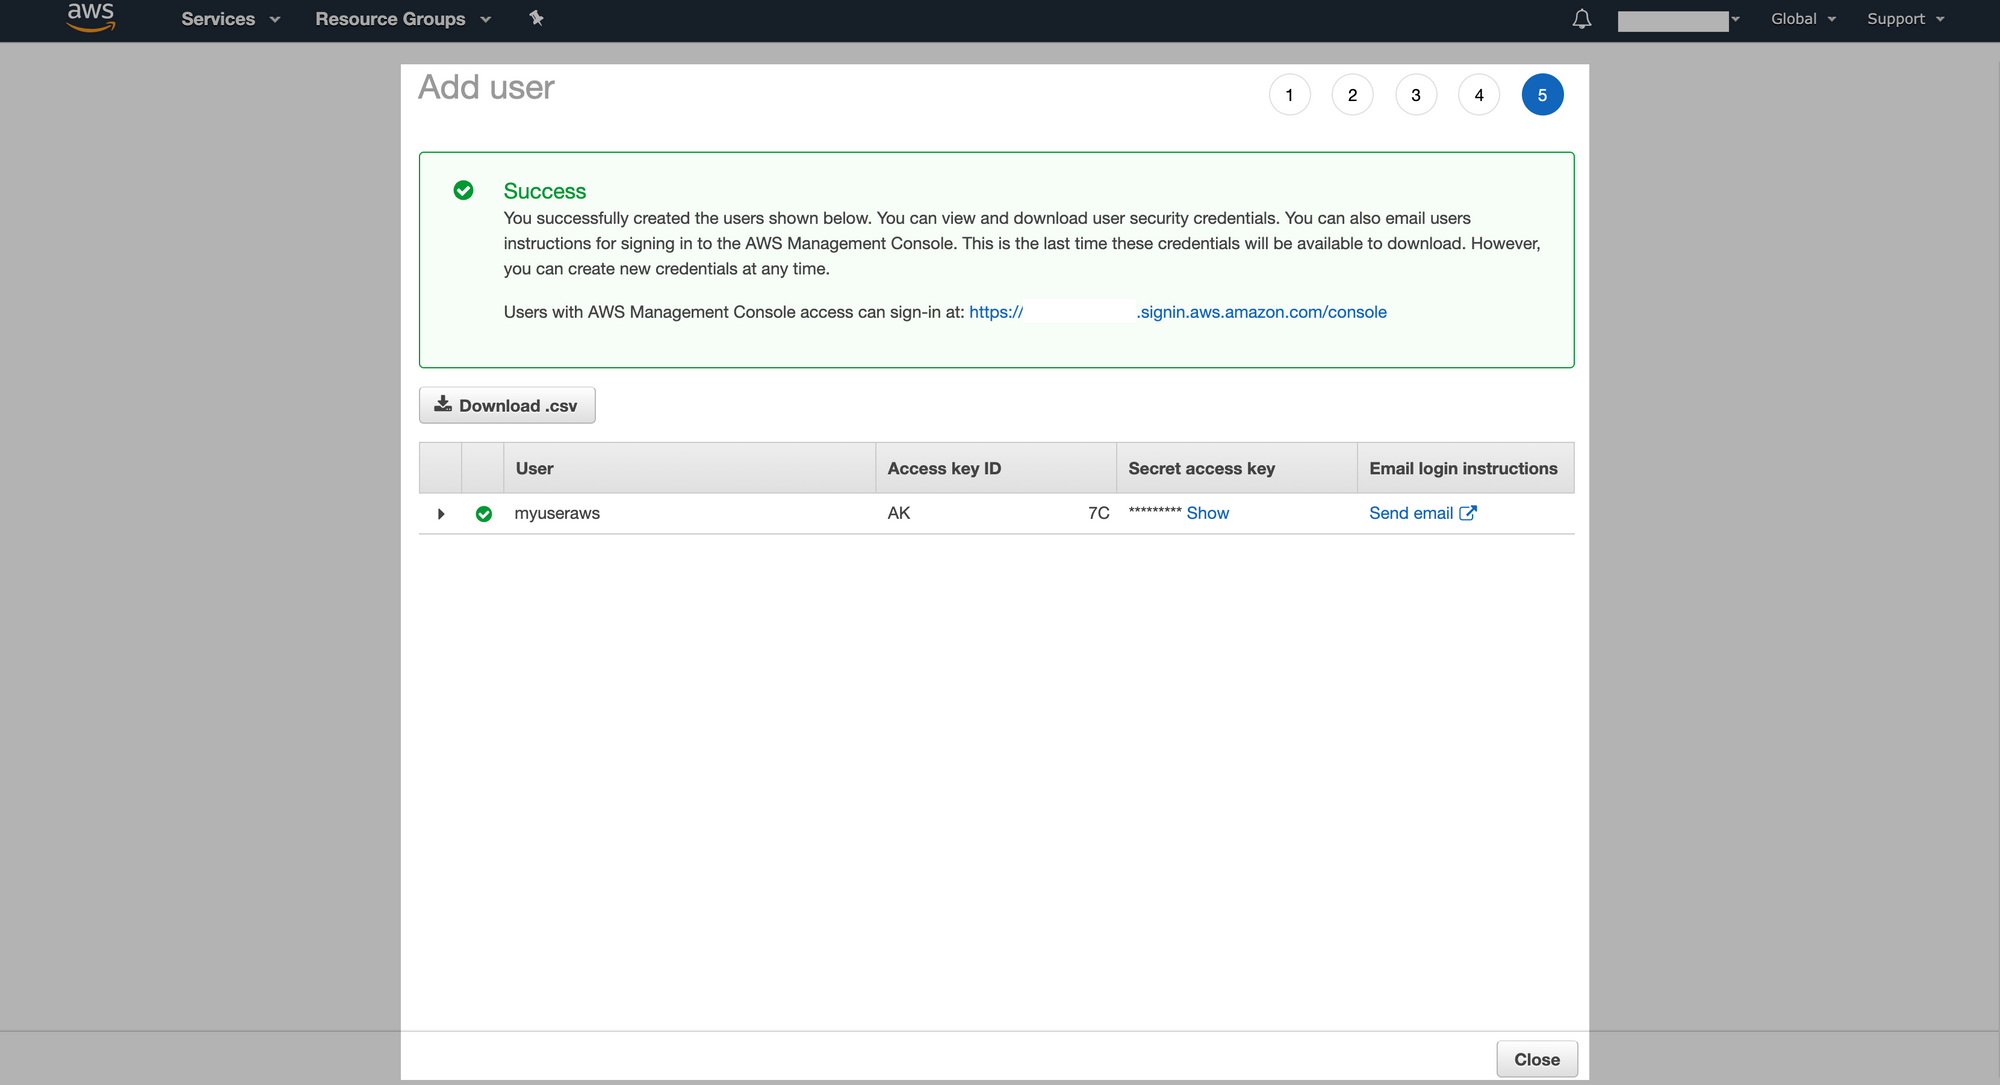 aws Services Resource Groups Global Support
Add user 1 2 3 4 5
Success
You successfully created the users shown below. You can view and download user security credentials. You can also email users
instructions for signing in to the AWS Management Console. This is the last time these credentials will be available to download. However,
you can create new credentials at any time.
Users with AWS Management Console access can sign-in at: https:// .signin.aws.amazon.com/console
Download .csv
User Access key ID Secret access key Email login instructions
myuseraws AK 7C ********* Show Send email
Close